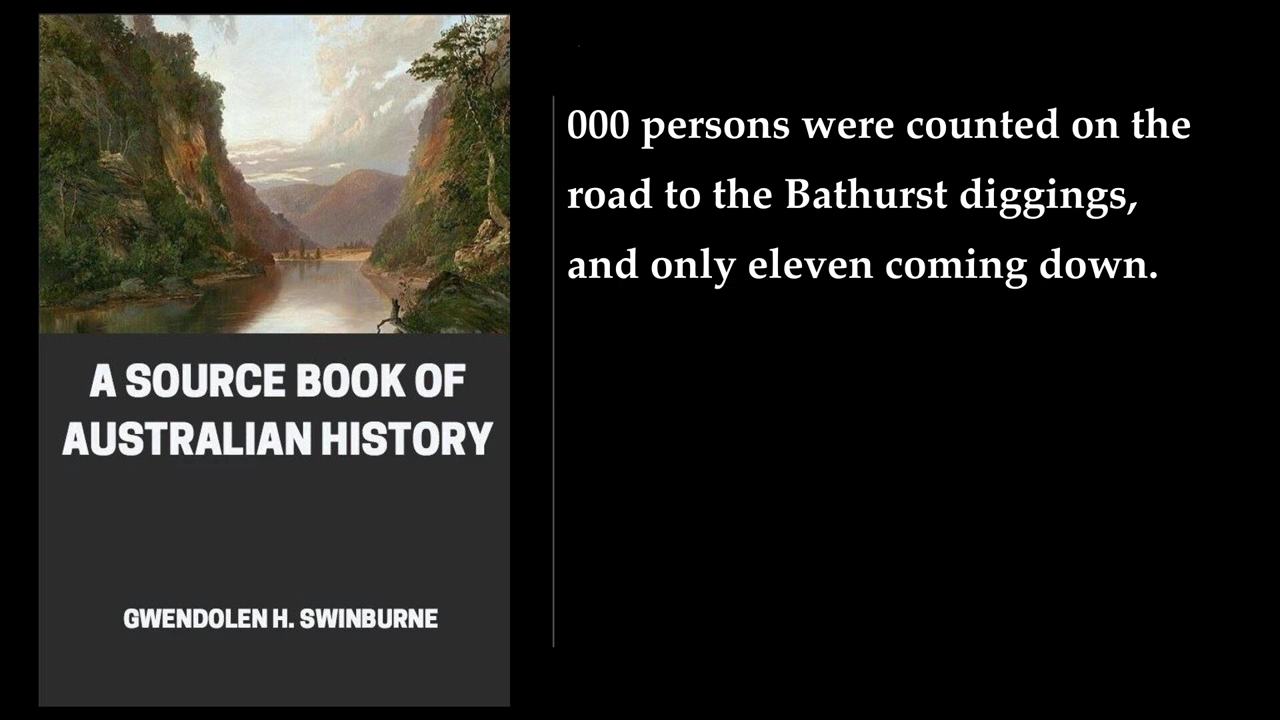 A SOURCE BOOK OF
AUSTRALIAN HISTORY
GWENDOLEN H. SWINBURNE
000 persons were counted on the
road to the Bathurst diggings,
and only eleven coming down.